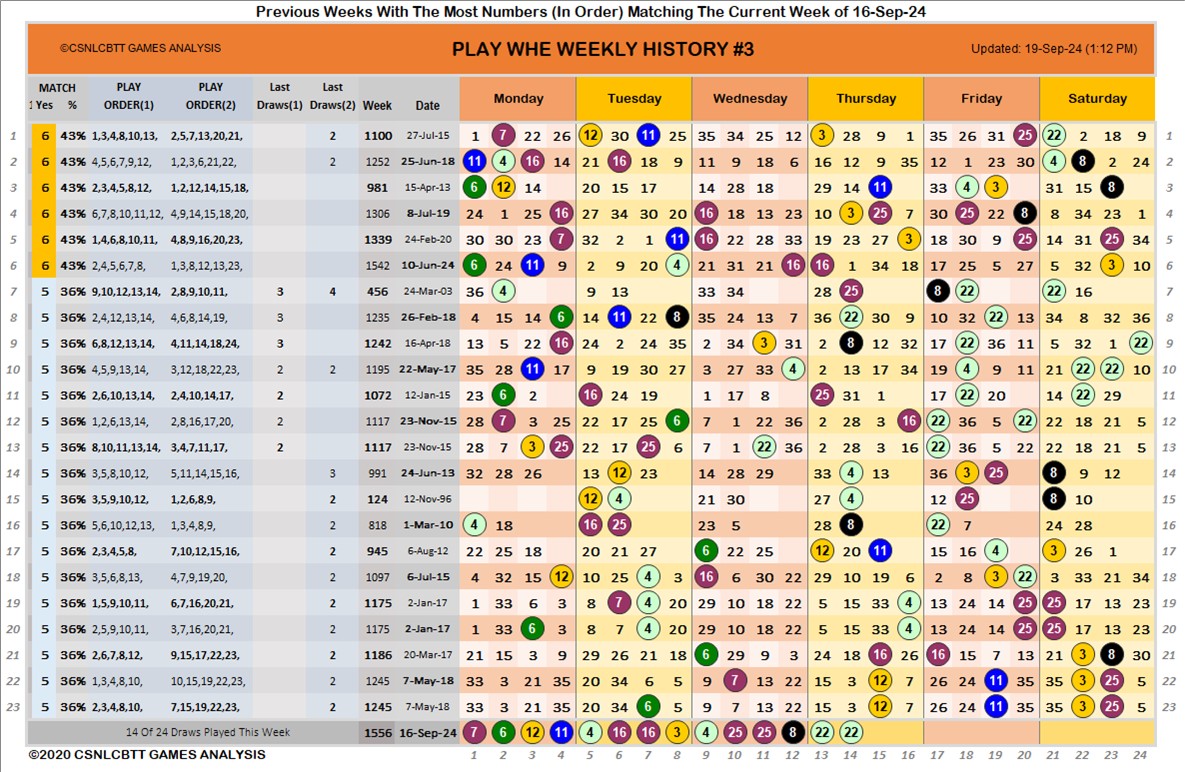 Previous Weeks With The Most Numbers (In Order) Matching The Current Week of 16-Sep-24
©CSNLCBTT GAMES ANALYSIS PLAY WHE WEEKLY HISTORY #3 Updated: 19-Sep-24 (1:12 PM)
MATCH PLAY PLAY Last Last
Monday Tuesday Wednesday Thursday Friday Saturday
1 Yes % ORDER(1) ORDER(2) Draws(1) Draws(2) Week Date
1 6 43% 1,3,4,8,10,13, 2,5,7,13,20,21, 2 1100 27-Jul-15 1 7 22 26 12 30 11 25 35 34 25 12 3 28 9 1 35 26 31 25 22 2 18 9 1
2 6 43% 4,5,6,7,9,12, 1,2,3,6,21,22, 2 1252 25-Jun-18 11 4 16 14 21 16 18 9 11 9 18 6 16 12 9 35 12 1 23 30 4 8 2 24 2
3 6 43% 2,3,4,5,8,12, 1,2,12,14,15,18, 981 15-Apr-13 6 12 14 20 15 17 14 28 18 29 14 11 33 4 3 31 15 8 3
4 6 43% 6,7,8,10,11,12, 4,9,14,15,18,20, 1306 8-Jul-19 24 1 25 16 27 34 30 20 16 18 13 23 10 3 25 7 30 25 22 8 8 34 23 1 4
5 6 43% 1,4,6,8,10,11, 4,8,9,16,20,23, 1339 24-Feb-20 30 30 23 7 32 2 1 11 16 22 28 33 19 23 27 3 18 30 9 25 14 31 25 34 5
6 6 43% 2,4,5,6,7,8, 1,3,8,12,13,23, 1542 10-Jun-24 6 24 11 9 2 9 20 4 21 31 21 16 16 1 34 18 17 25 5 27 5 32 3 10 6
7 5 36% 9,10,12,13,14, 2,8,9,10,11, 3 4 456 24-Mar-03 36 4 9 13 33 34 28 25 8 22 22 16 7
8 5 36% 2,4,12,13,14, 4,6,8,14,19, 3 1235 26-Feb-18 4 15 14 6 14 11 22 8 35 24 13 7 36 22 30 9 10 32 22 13 34 8 32 36 8
9 5 36% 6,8,12,13,14, 4,11,14,18,24, 3 1242 16-Apr-18 13 5 22 16 24 2 24 35 2 34 3 31 2 8 12 32 17 22 36 11 5 32 1 22 9
10 5 36% 4,5,9,13,14, 3,12,18,22,23, 2 2 1195 22-May-17 35 28 11 17 9 19 30 27 3 27 33 4 2 13 17 34 19 4 9 11 21 22 22 10 10
11 5 36% 2,6,10,13,14, 2,4,10,14,17, 2 1072 12-Jan-15 23 6 2 16 24 19 1 17 8 25 31 1 17 22 20 14 22 29 11
12 5 36% 1,2,6,13,14, 2,8,16,17,20, 2 1117 23-Nov-15 28 7 3 25 22 17 25 6 7 1 22 36 2 28 3 16 22 36 5 22 22 18 21 5 12
13 5 36% 8,10,11,13,14, 3,4,7,11,17, 2 1117 23-Nov-15 28 7 3 25 22 17 25 6 7 1 22 36 2 28 3 16 22 36 5 22 22 18 21 5 13
14 5 36% 3,5,8,10,12, 5,11,14,15,16, 3 991 24-Jun-13 32 28 26 13 12 23 14 28 29 33 4 13 36 3 25 8 9 12 14
15 5 36% 3,5,9,10,12, 1,2,6,8,9, 2 124 12-Nov-96 12 4 21 30 27 4 12 25 8 10 15
16 5 36% 5,6,10,12,13, 1,3,4,8,9, 2 818 1-Mar-10 4 18 16 25 23 5 28 8 22 7 24 28 16
17 5 36% 2,3,4,5,8, 7,10,12,15,16, 2 945 6-Aug-12 22 25 18 20 21 27 6 22 25 12 20 11 15 16 4 3 26 1 17
18 5 36% 3,5,6,8,13, 4,7,9,19,20, 2 1097 6-Jul-15 4 32 15 12 10 25 4 3 16 6 30 22 29 10 19 6 2 8 3 22 3 33 21 34 18
19 5 36% 1,5,9,10,11, 6,7,16,20,21, 2 1175 2-Jan-17 1 33 6 3 8 7 4 20 29 10 18 22 5 15 33 4 13 24 14 25 25 17 13 23 19
20 5 36% 2,5,9,10,11, 3,7,16,20,21, 2 1175 2-Jan-17 1 33 6 3 8 7 4 20 29 10 18 22 5 15 33 4 13 24 14 25 25 17 13 23 20
21 5 36% 2,6,7,8,12, 9,15,17,22,23, 2 1186 20-Mar-17 21 15 3 9 29 26 21 18 6 29 9 3 24 18 16 26 16 15 7 13 21 3 8 30 21
22 5 36% 1,3,4,8,10, 10,15,19,22,23, 2 1245 7-May-18 33 3 21 35 20 34 6 5 9 7 13 22 15 3 12 7 26 24 11 35 35 3 25 5 22
23 5 36% 2,3,4,8,10, 7,15,19,22,23, 2 1245 7-May-18 33 3 21 35 20 34 6 5 9 7 13 22 15 3 12 7 26 24 11 35 35 3 25 5 23
14 Of 24 Draws Played This Week 1556 16-Sep-24 7 6 12 11 4 16 16 3 4 25 25 8 22 22
©2020 CSNLCBTT GAMES ANALYSIS 1 2 3 4 5 6 7 8 9 10 11 12 13 14 15 16 17 18 19 20 21 22 23 24